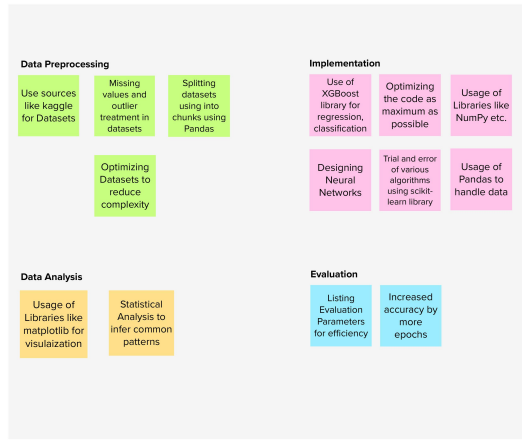 Data Preprocessing
Use sources
like kaggle
for Datasets
Missing
values and
outlier
treatment in
datasets
Splitting
datasets
using into
chunks using
Pandas
Optimizing
Datasets to
reduce
complexity
Implementation
Use of
XGBoost
library for
regression,
classification
Optimizing
the code as
maximum as
possible
Usage of
Libraries like
NumPy etc.
Designing
Neural
Networks
Trial and error
of various
algorithms
using scikit-
learn library
Usage of
Pandas to
handle data
Data Analysis
Usage of
Libraries like
matplotlib for
visulaization
Statistical
Analysis to
infer common
patterns
Evaluation
Listing
Evaluation
Parameters
for efficiency
Increased
accuracy by
more
epochs